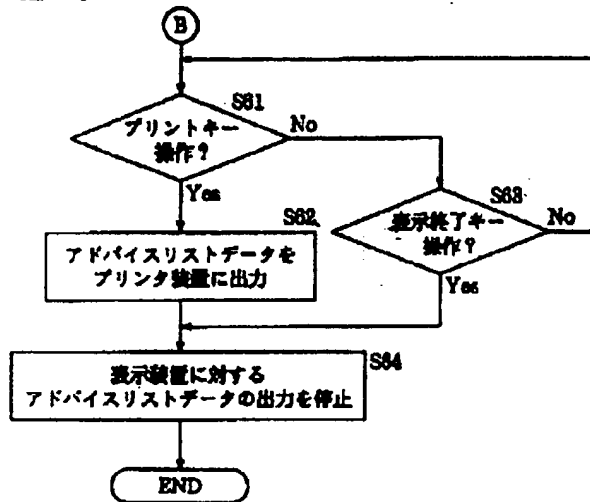 B
S61
プリントキー
操作?
No
Yes
S62
アドバイスリストデータを
プリンタ装置に出力
S63
表示終了キー
操作?
No
Yes
S64
表示装置に対する
アドバイスリストデータの出力を停止
END